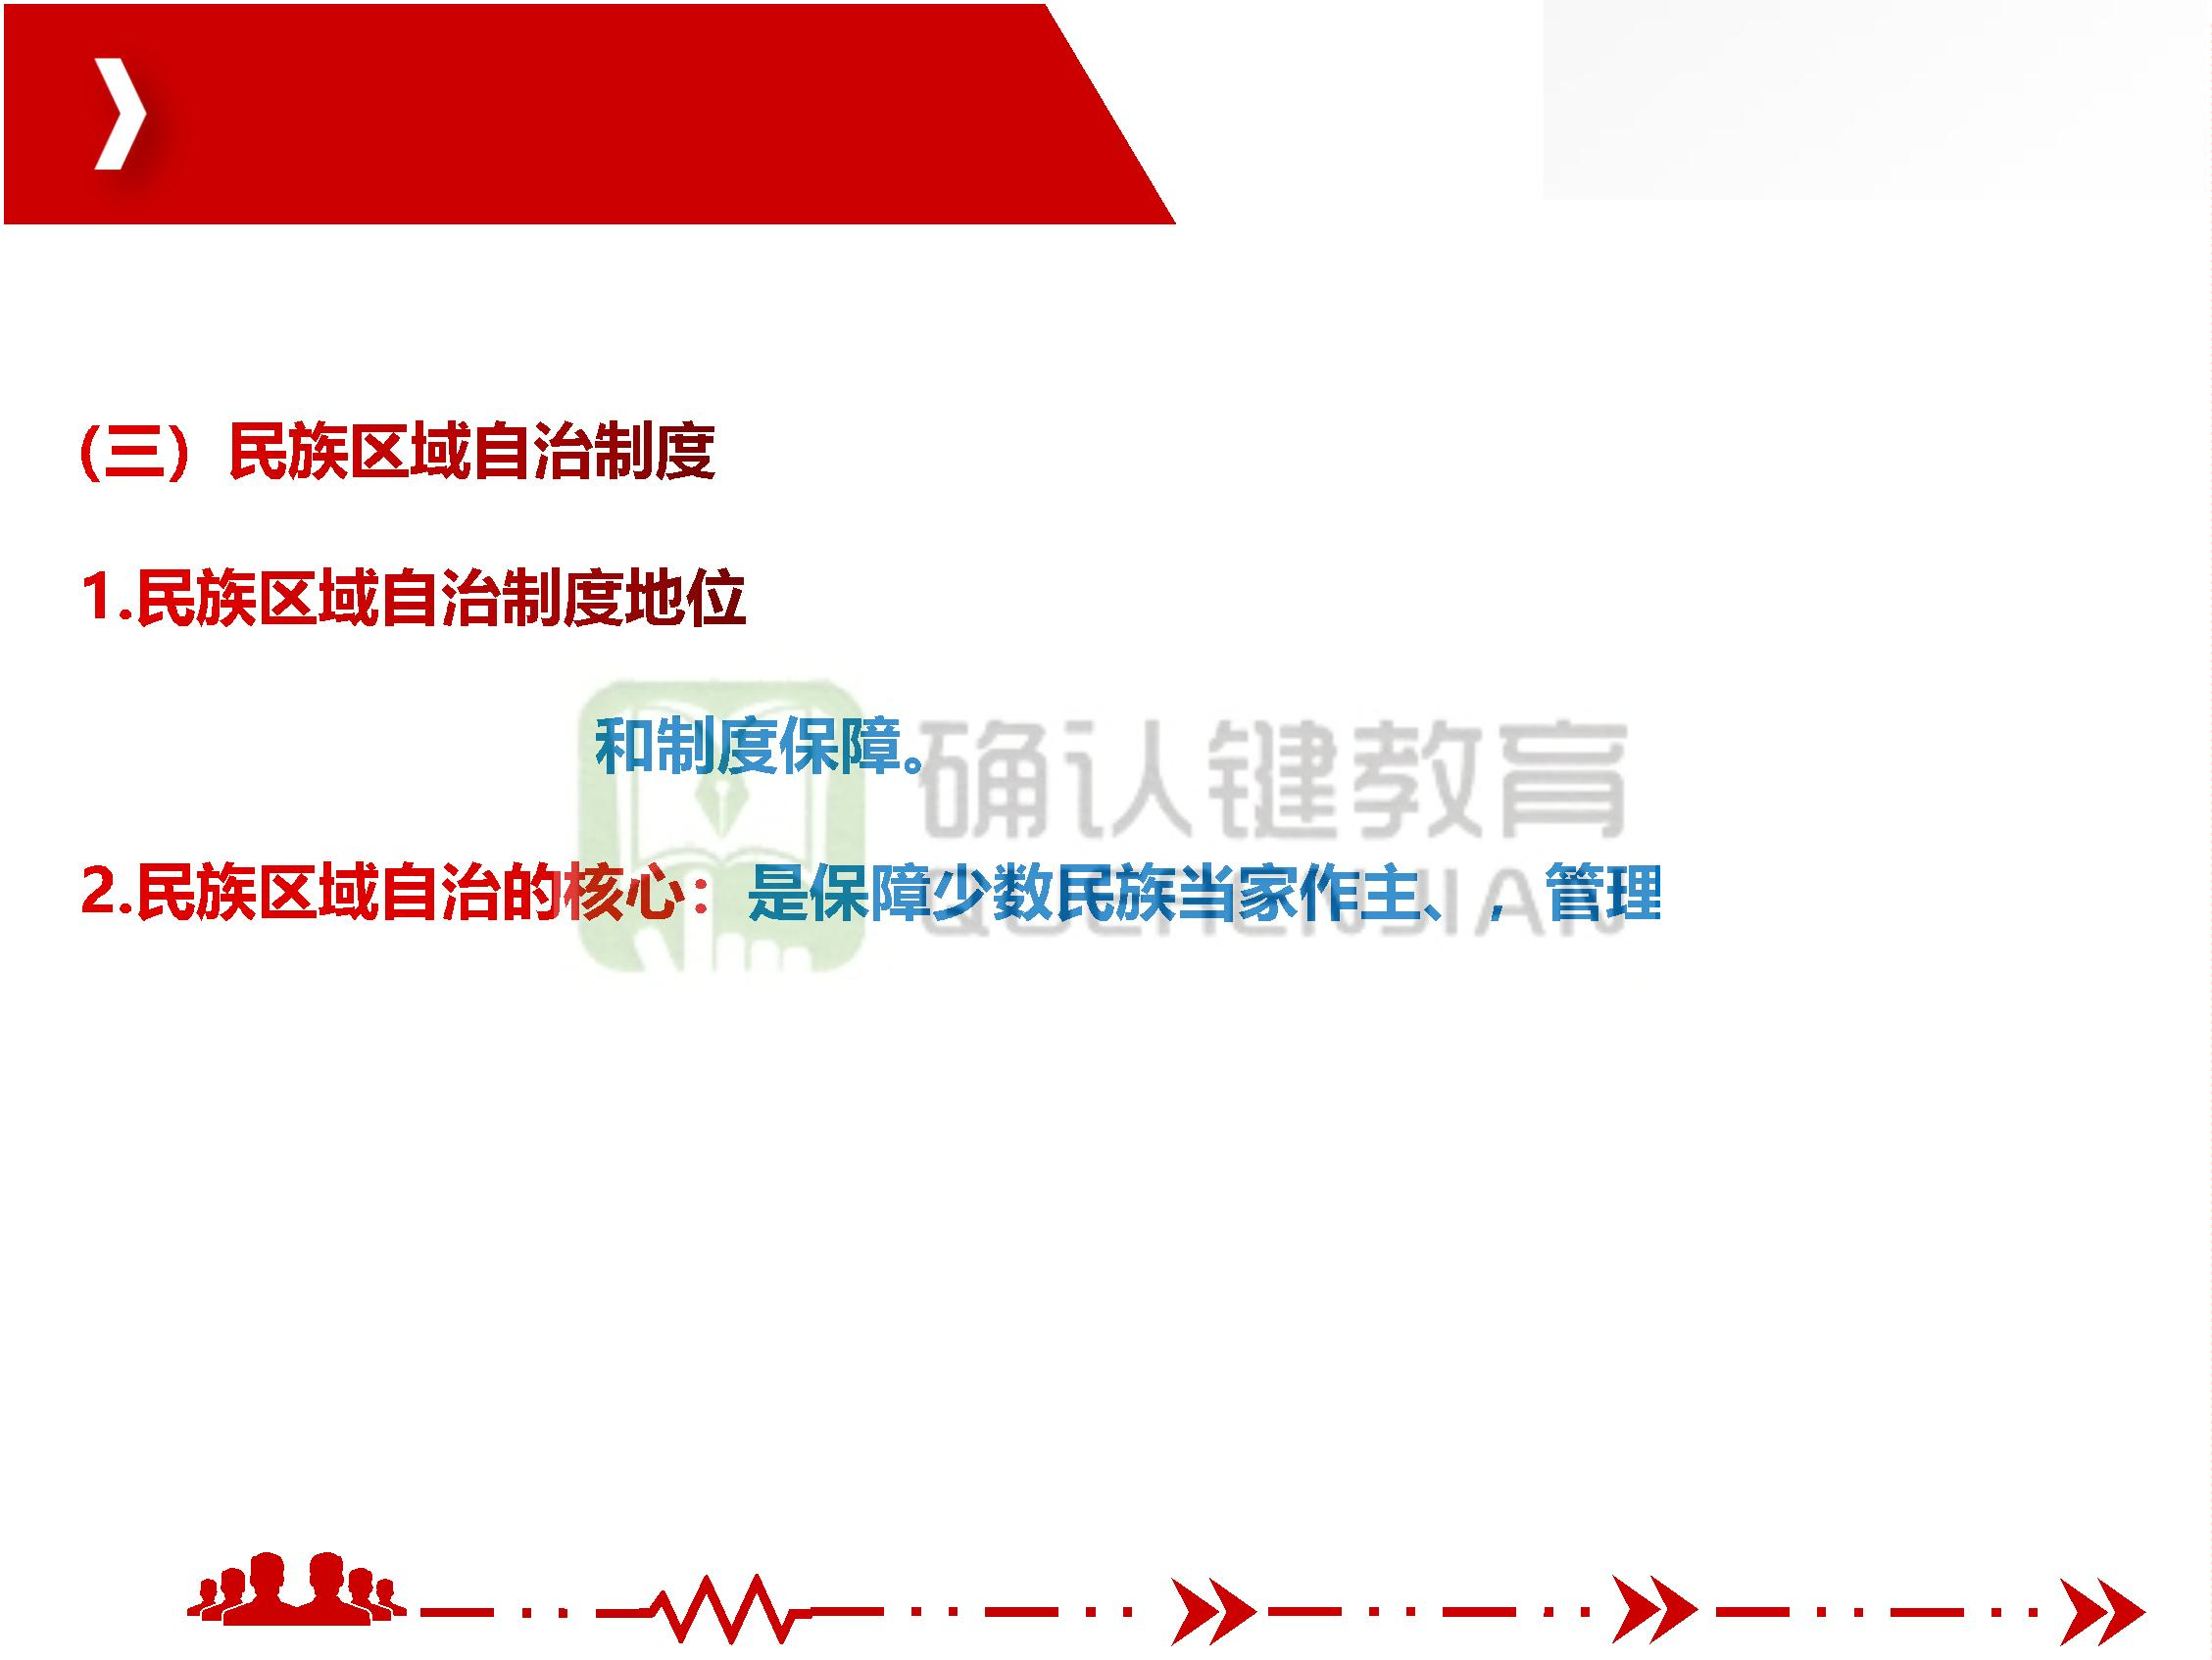 （三）民族区域自治制度
1.民族区域自治制度地位
和制度保障。
确认键教育
2.民族区域自治的核心：是保障少数民族当家作主、，管理
QUERENJIAN